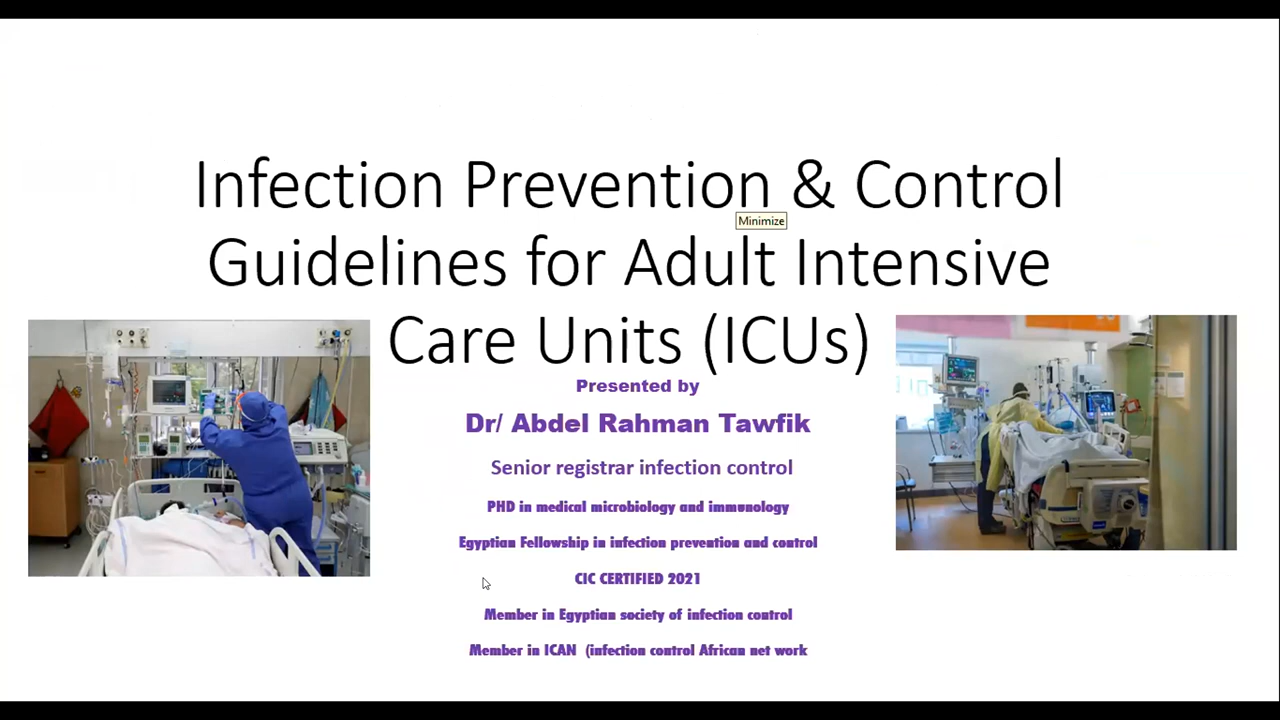 Infection Prevention & Control
Minimize
Guidelines for Adult Intensive
Care Units (ICUs)
Presented by
Dr/ Abdel Rahman Tawfik
Senior registrar infection control
PHD in medical microbiology and immunology
Egyptian Fellowship in infection prevention and control
CIC CERTIFIED 2021
Member in Egyptian society of infection control
Member in ICAN (infection control African net work